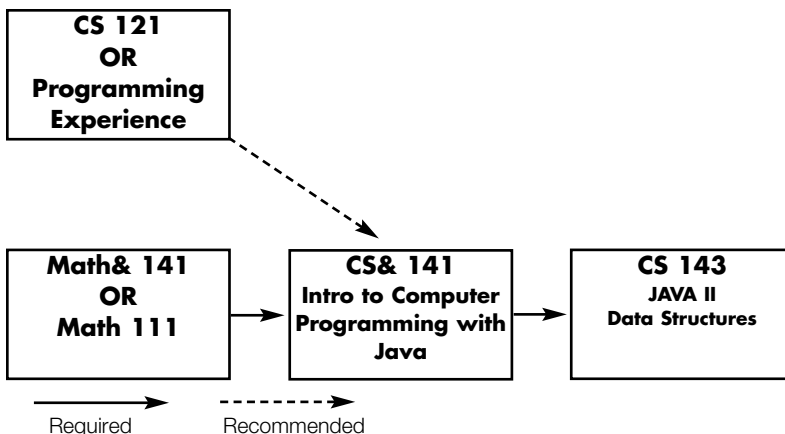 CS 121
OR
Programming
Experience
Math& 141
OR
Math 111
CS& 141
Intro to Computer
Programming with
Java
CS 143
JAVA II
Data Structures
Required
Recommended